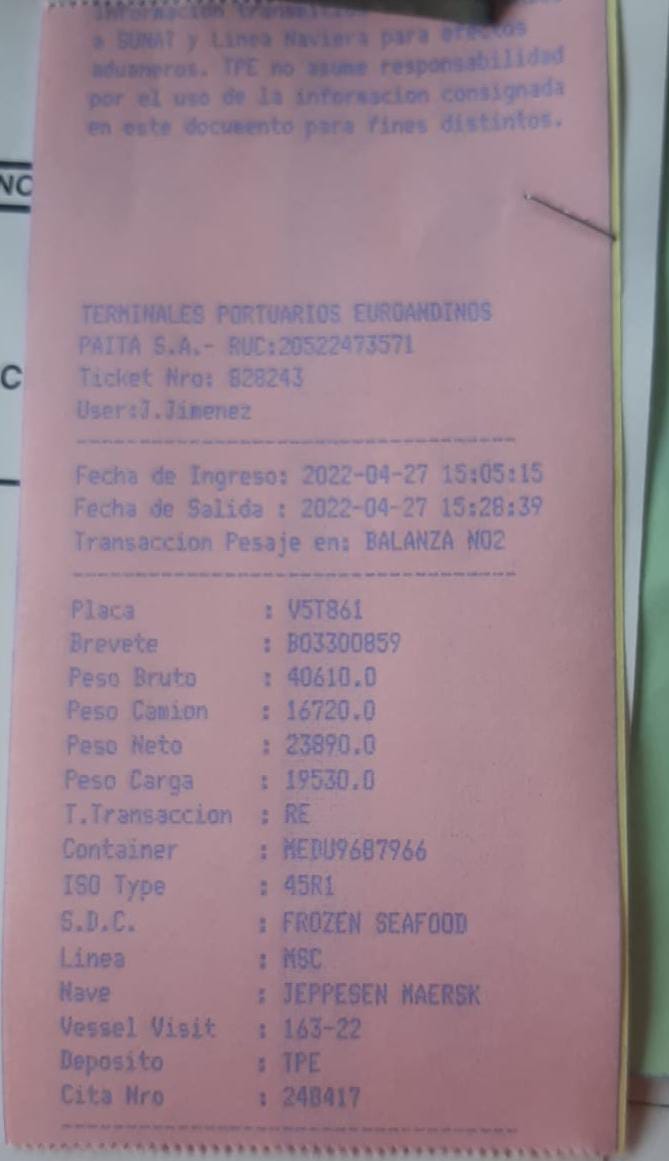 información transmitida
a SUNAT y Linea Naviera para efectos
aduaneros. TPE no asume responsabilidad
por el uso de la informacion consignada
en este documento para fines distintos.
TERMINALES PORTUARIOS EUROANDINOS
PAITA S.A.- RUC:20522473571
Ticket Nro: 828243
User:J.Jimenez
Fecha de Ingreso: 2022-04-27 15:05:15
Fecha de Salida : 2022-04-27 15:28:39
Transaccion Pesaje en: BALANZA NO2
Placa : V5T861
Brevete : B03300859
Peso Bruto : 40610.0
Peso Camion : 16720.0
Peso Neto : 23890.0
Peso Carga : 19530.0
T.Transaccion : RE
Container : MEDU9687966
ISO Type : 45R1
S.D.C. : FROZEN SEAFOOD
Linea : MSC
Nave : JEPPESEN MAERSK
Vessel Visit : 163-22
Deposito : TPE
Cita Nro : 248417